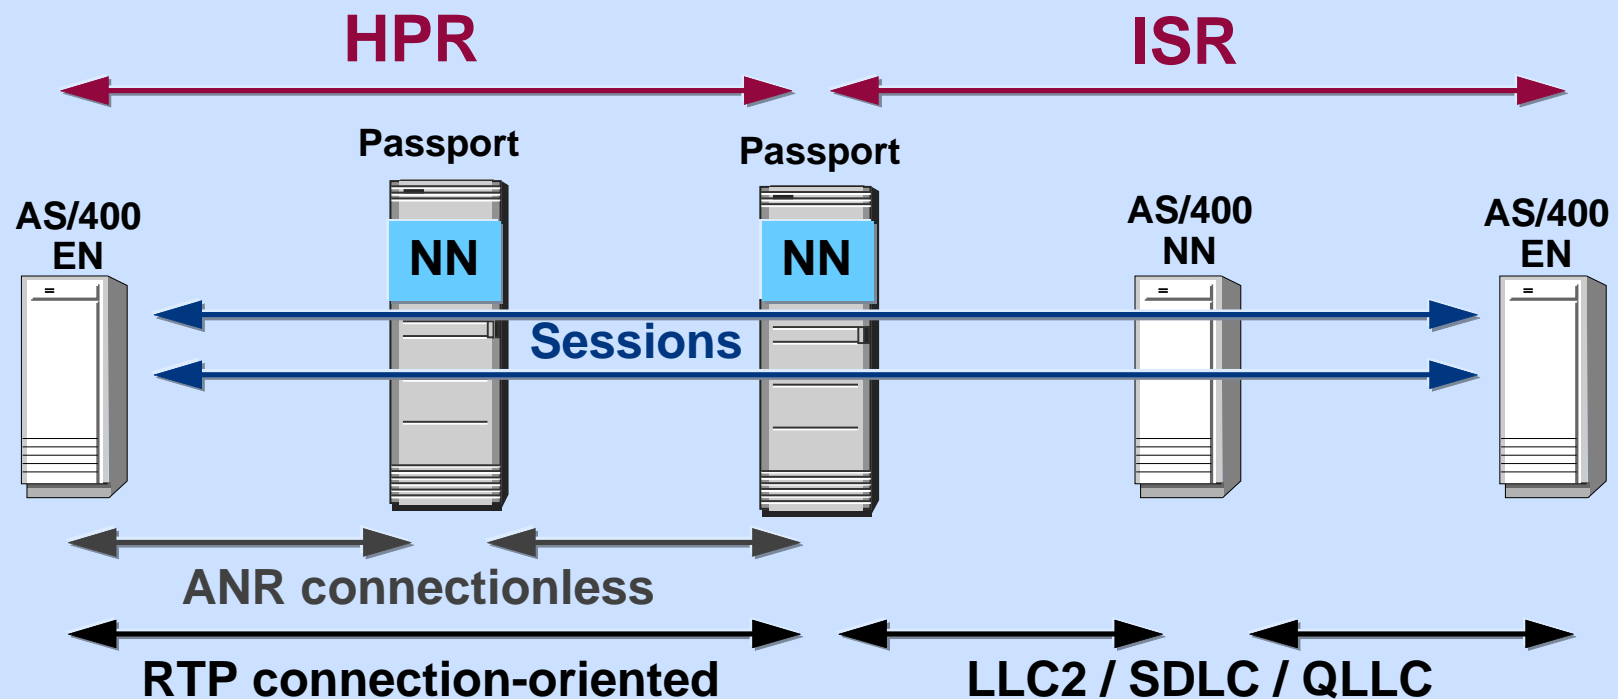 HPR
ISR
Passport
Passport
AS/400
EN
AS/400
NN
AS/400
EN
NN
NN
Sessions
ANR connectionless
RTP connection-oriented
LLC2 / SDLC / QLLC